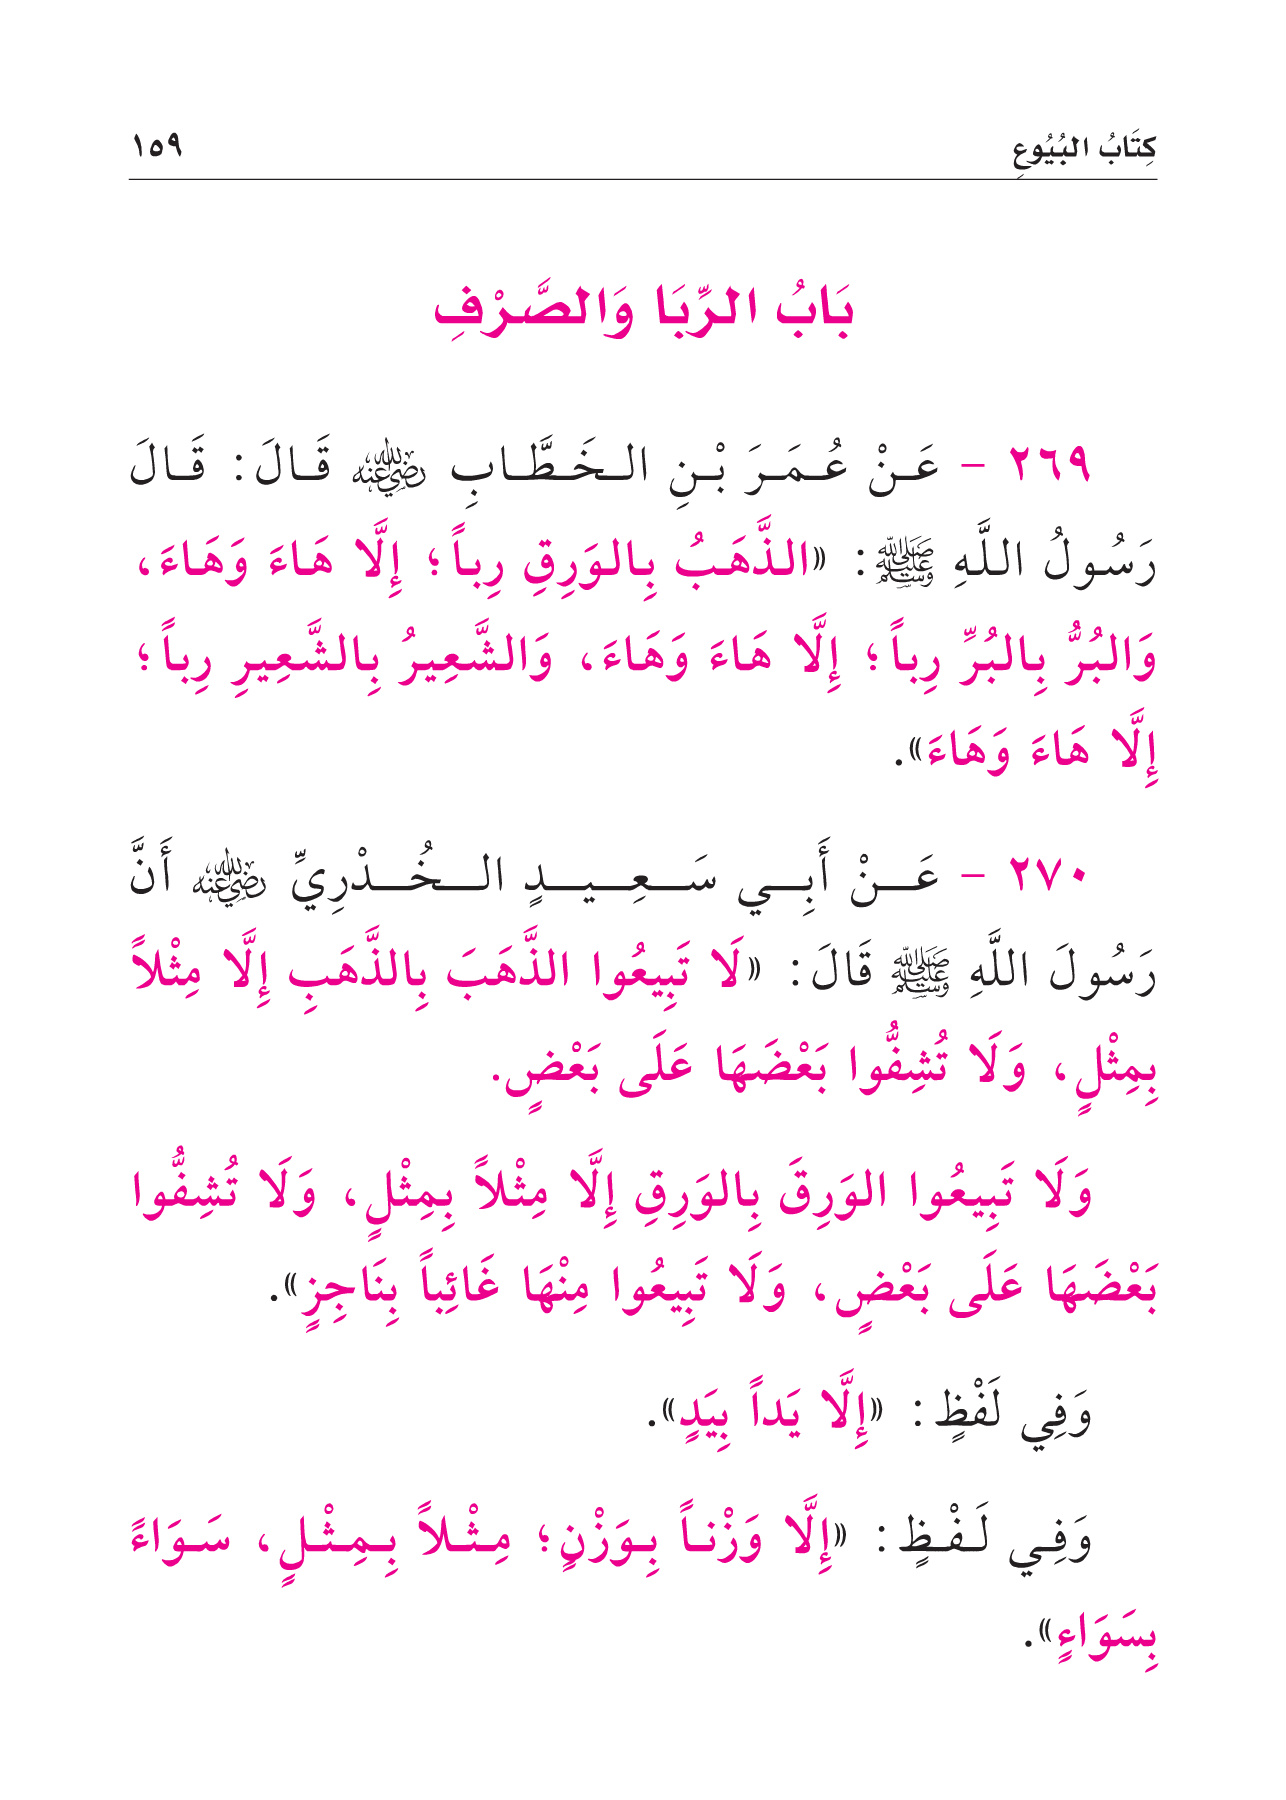 كِتَابُ البُيُوعِ ١٥٩
بَابُ الرِّبَا وَالصَّرْفِ
٢٦٩ - عَنْ عُمَرَ بْنِ الخَطَّابِ رضي الله عنه قَالَ: قَالَ
رَسُولُ اللَّهِ ﷺ: «الذَّهَبُ بِالوَرِقِ رِباً؛ إِلَّا هَاءَ وَهَاءَ،
وَالبُرُّ بِالبُرِّ رِباً؛ إِلَّا هَاءَ وَهَاءَ، وَالشَّعِيرُ بِالشَّعِيرِ رِباً؛
إِلَّا هَاءَ وَهَاءَ».
٢٧٠ - عَنْ أَبِي سَعِيدٍ الخُدْرِيِّ رضي الله عنه أَنَّ
رَسُولَ اللَّهِ ﷺ قَالَ: «لَا تَبِيعُوا الذَّهَبَ بِالذَّهَبِ إِلَّا مِثْلاً
بِمِثْلٍ، وَلَا تُشِفُّوا بَعْضَهَا عَلَى بَعْضٍ.
وَلَا تَبِيعُوا الوَرِقَ بِالوَرِقِ إِلَّا مِثْلاً بِمِثْلٍ، وَلَا تُشِفُّوا
بَعْضَهَا عَلَى بَعْضٍ، وَلَا تَبِيعُوا مِنْهَا غَائِباً بِنَاجِزٍ».
وَفِي لَفْظٍ: «إِلَّا يَداً بِيَدٍ».
وَفِي لَفْظٍ: «إِلَّا وَزْناً بِوَزْنٍ؛ مِثْلاً بِمِثْلٍ، سَوَاءً
بِسَوَاءٍ».